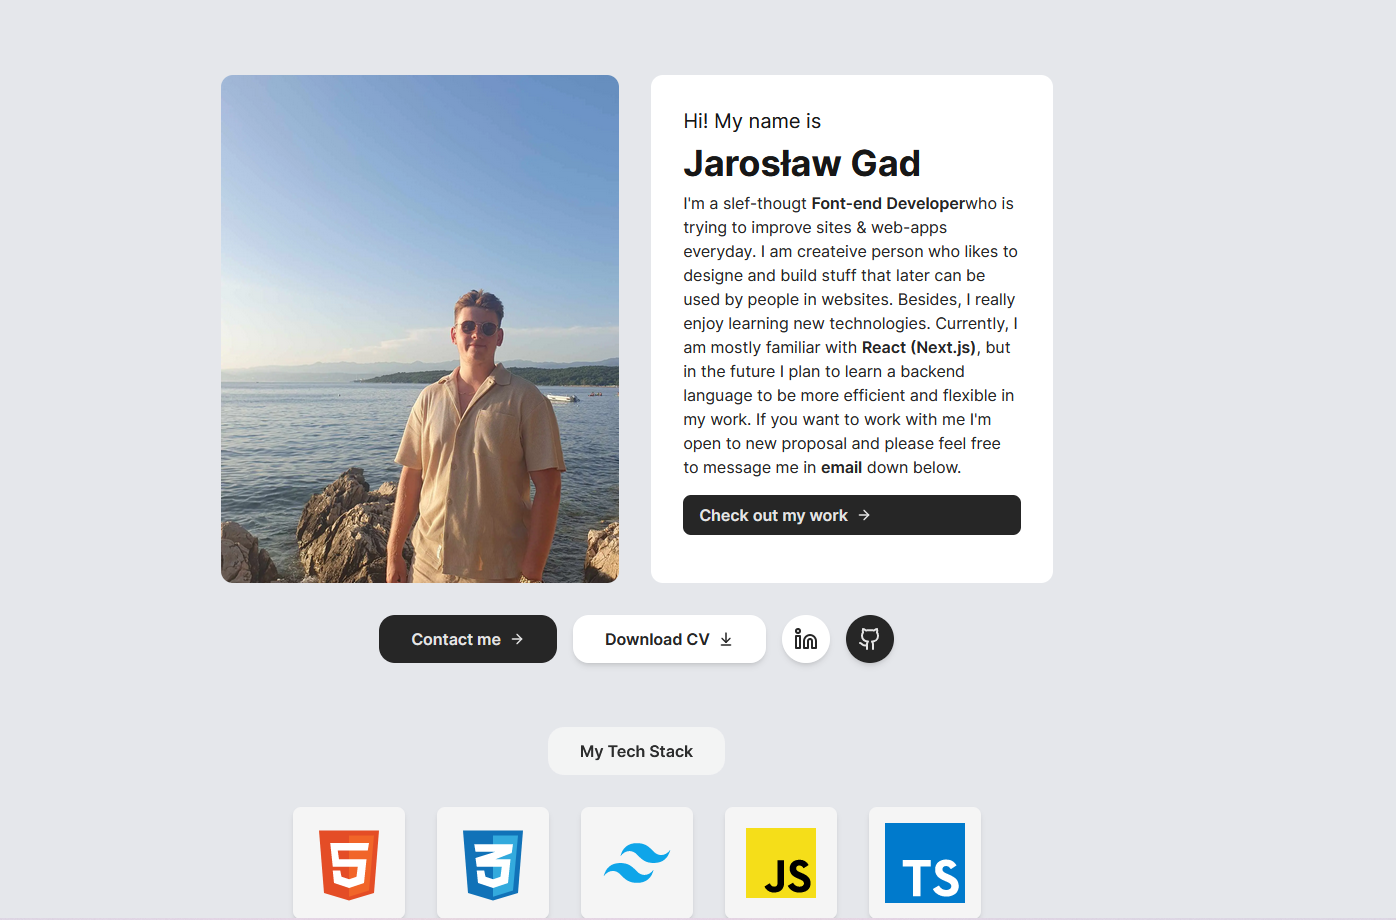 Hi! My name is
Jarosław Gad
I'm a slef-thougt Font-end Developerwho is
trying to improve sites & web-apps
everyday. I am createive person who likes to
designe and build stuff that later can be
used by people in websites. Besides, I really
enjoy learning new technologies. Currently, I
am mostly familiar with React (Next.js), but
in the future I plan to learn a backend
language to be more efficient and flexible in
my work. If you want to work with me I'm
open to new proposal and please feel free
to message me in email down below.
Check out my work
Contact me
Download CV
in
My Tech Stack
5
3
JS
TS